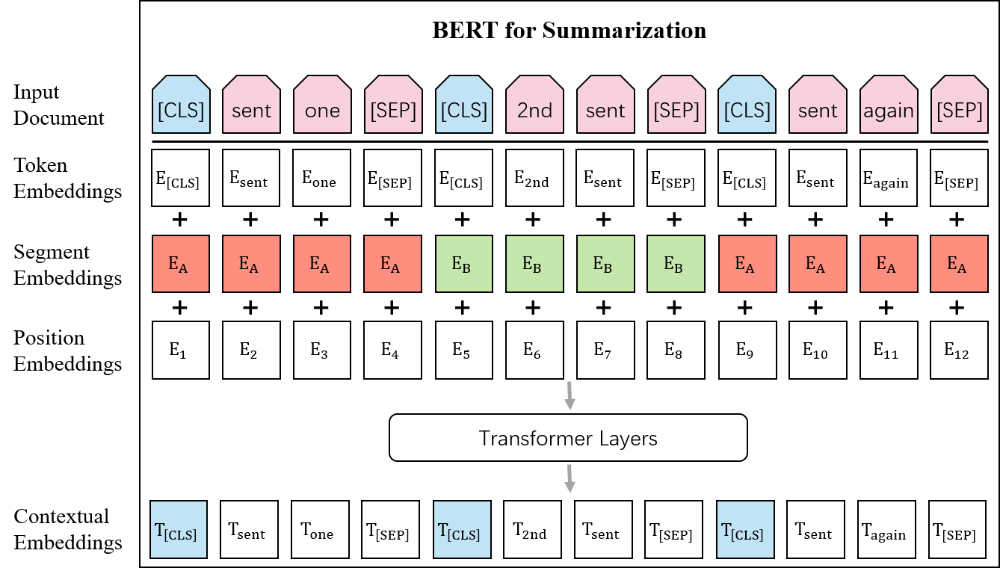 BERT for Summarization
Input
Document
[CLS] sent one [SEP] [CLS] 2nd sent [SEP] [CLS] sent again [SEP]
Token
Embeddings
E[CLS] Esent Eone E[SEP] E[CLS] E2nd Esent E[SEP] E[CLS] Esent Eagain E[SEP]
+ + + + + + + + + + + +
Segment
Embeddings
EA EA EA EA EB EB EB EB EA EA EA EA
+ + + + + + + + + + + +
Position
Embeddings
E1 E2 E3 E4 E5 E6 E7 E8 E9 E10 E11 E12
Transformer Layers
Contextual
Embeddings
T[CLS] Tsent Tone T[SEP] T[CLS] T2nd Tsent T[SEP] T[CLS] Tsent Tagain T[SEP]